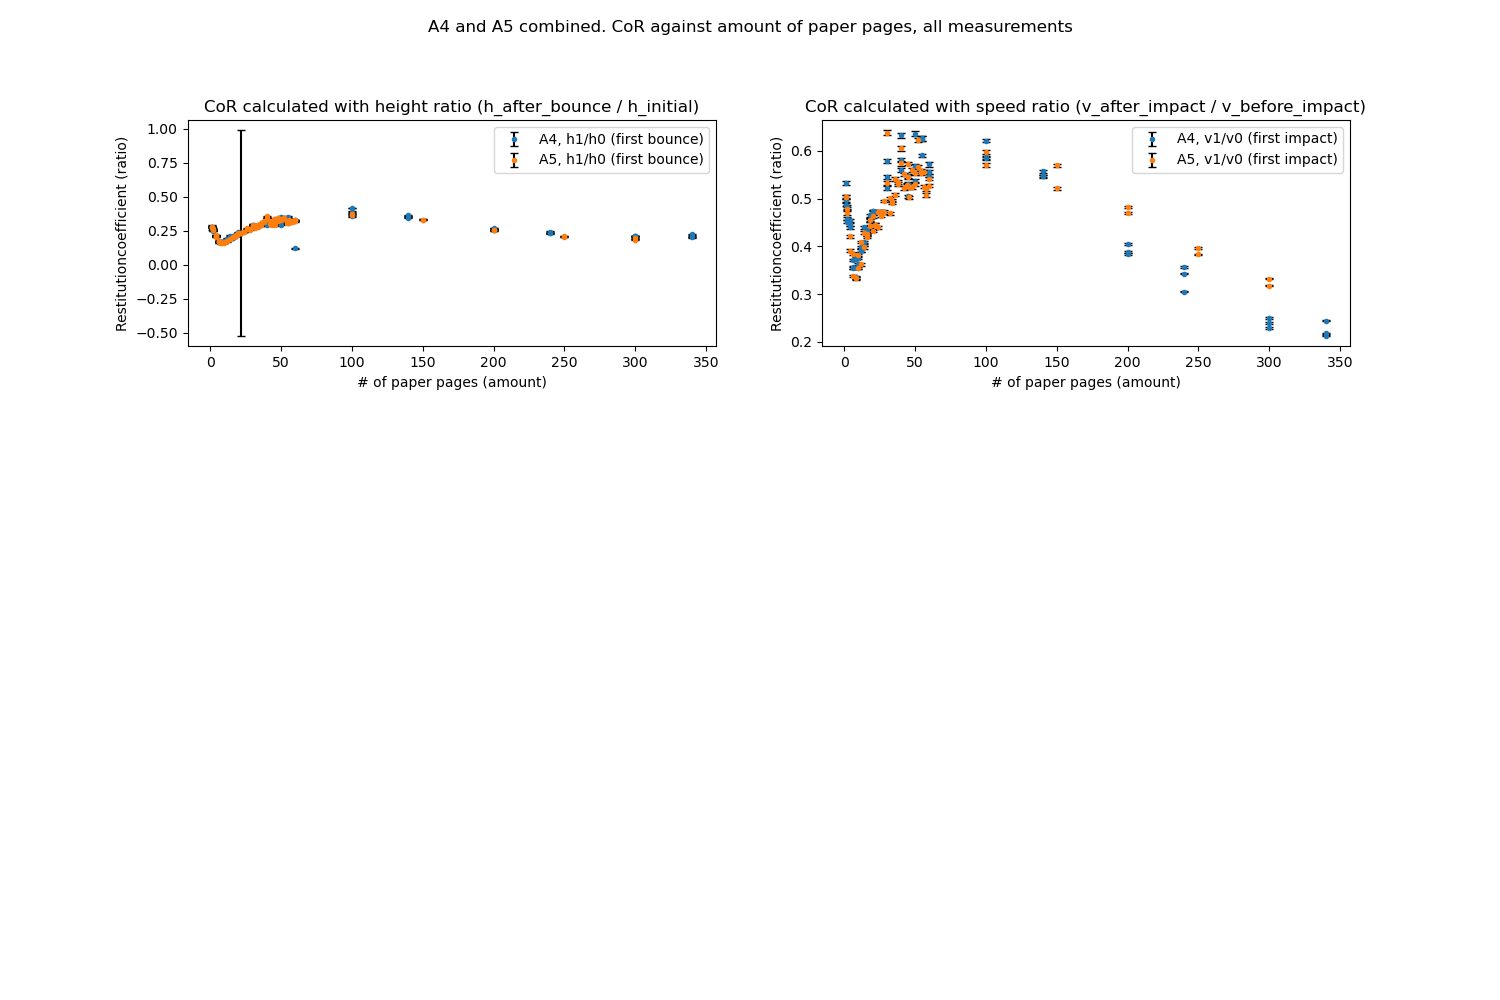 A4 and A5 combined. CoR against amount of paper pages, all measurements
CoR calculated with height ratio (h_after_bounce / h_initial)
1.00
0.75
0.50
0.25
0.00
−0.25
−0.50
Restitutioncoefficient (ratio)
A4, h1/h0 (first bounce)
A5, h1/h0 (first bounce)
0 50 100 150 200 250 300 350
# of paper pages (amount)
CoR calculated with speed ratio (v_after_impact / v_before_impact)
0.6
0.5
0.4
0.3
0.2
Restitutioncoefficient (ratio)
A4, v1/v0 (first impact)
A5, v1/v0 (first impact)
0 50 100 150 200 250 300 350
# of paper pages (amount)